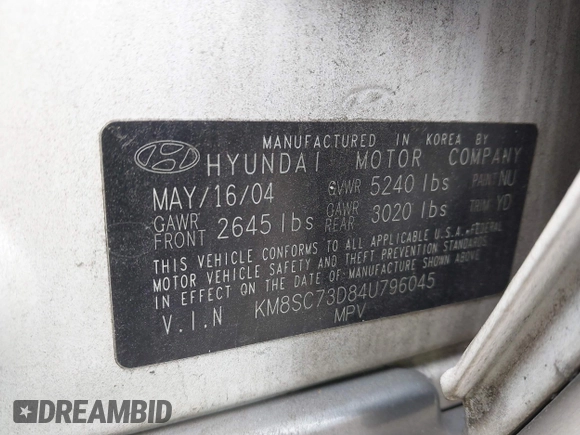 MANUFACTURED IN KOREA BY
HYUNDAI MOTOR COMPANY
MAY/16/04 GVWR 5240 lbs PAINT NU
GAWR FRONT 2645 lbs GAWR REAR 3020 lbs TRIM YD
THIS VEHICLE CONFORMS TO ALL APPLICABLE U.S.A. FEDERAL
MOTOR VEHICLE SAFETY AND THEFT PREVENTION STANDARDS
IN EFFECT ON THE DATE OF MANUFACTURE SHOWN ABOVE.
V.I.N KM8SC73D84U796045
MPV
DREAMBID